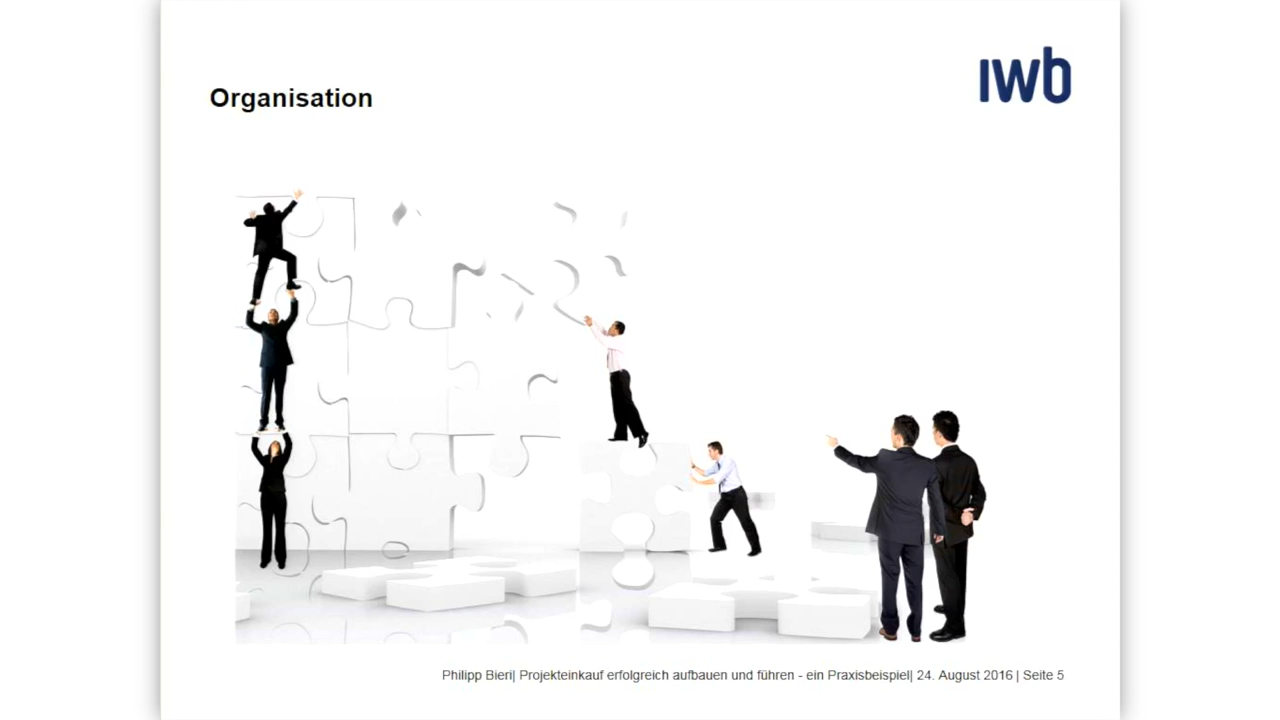 iwb
Organisation
Philipp Bieri| Projekteinkauf erfolgreich aufbauen und führen - ein Praxisbeispiel| 24. August 2016 | Seite 5